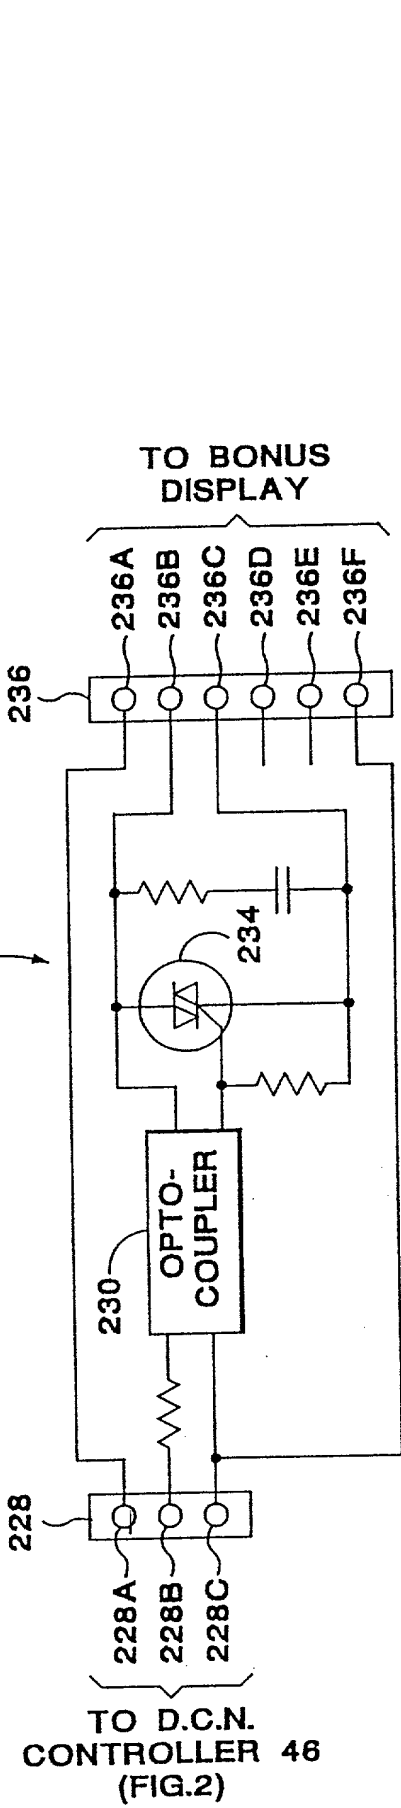 TO BONUS
DISPLAY
236
236A
236B
236C
236D
236E
236F
234
230
OPTO-
COUPLER
228
228A
228B
228C
TO D.C.N.
CONTROLLER 46
(FIG.2)